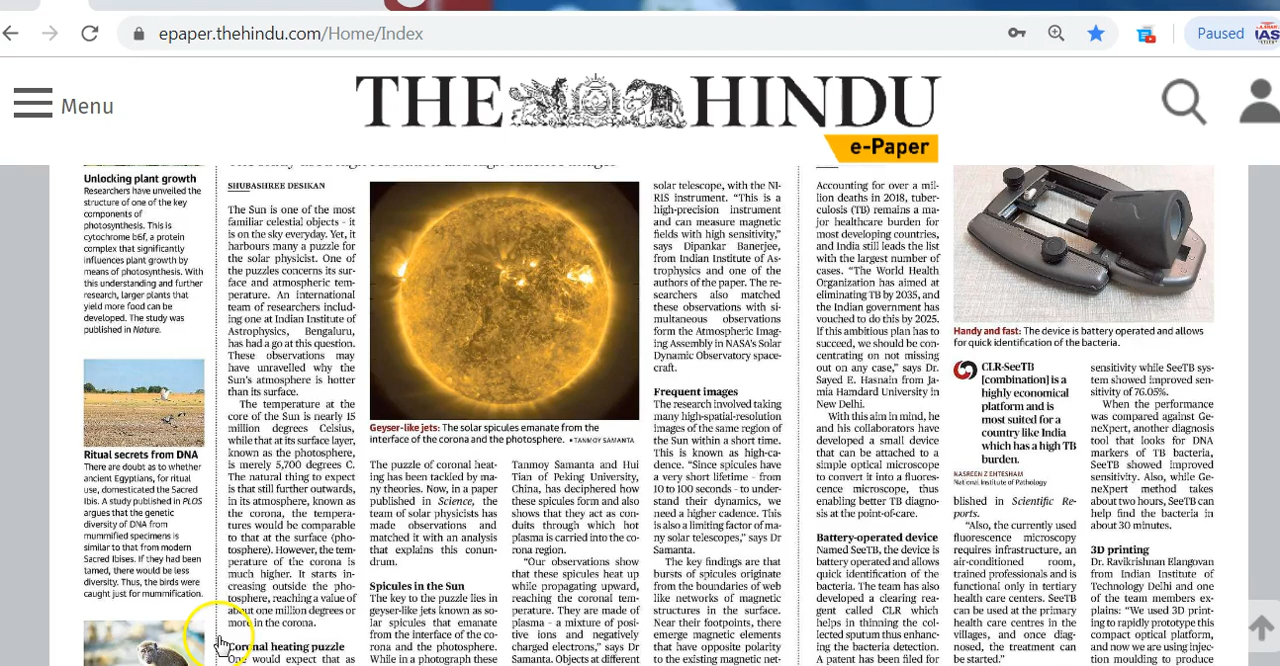 epaper.thehindu.com/Home/Index
Paused
IAS
Menu
THE HINDU
e-Paper
Unlocking plant growth
Researchers have unveiled the
structure of one of the key
components of
photosynthesis. This is
cytochrome b6f, a protein
complex that significantly
influences plant growth by
means of photosynthesis. With
this understanding and further
research, larger plants that
yield more food can be
developed. The study was
published in Nature.
Ritual secrets from DNA
There are doubt as to whether
ancient Egyptians, for ritual
use, domesticated the Sacred
Ibis. A study published in PLOS
argues that the genetic
diversity of DNA from
mummified specimens is
similar to that from modern
Sacred Ibises. If they had been
tamed, there would be less
diversity. Thus, the birds were
caught just for mummification.
SHUBASHREE DESIKAN
The Sun is one of the most
familiar celestial objects - it
is on the sky everyday. Yet, it
harbours many a puzzle for
the solar physicist. One of
the puzzles concerns its sur-
face and atmospheric tem-
perature. An international
team of researchers includ-
ing one at Indian Institute of
Astrophysics, Bengaluru,
has had a go at this question.
These observations may
have unravelled why the
Sun's atmosphere is hotter
than its surface.
The temperature at the
core of the Sun is nearly 15
million degrees Celsius,
while that at its surface layer,
known as the photosphere,
is merely 5,700 degrees C.
The natural thing to expect
is that still further outwards,
in its atmosphere, known as
the corona, the tempera-
tures would be comparable
to that at the surface (pho-
tosphere). However, the tem-
perature of the corona is
much higher. It starts in-
creasing outside the pho-
tosphere, reaching a value of
about one million degrees or
more in the corona.
Coronal heating puzzle
One would expect that as
Geyser-like jets: The solar spicules emanate from the
interface of the corona and the photosphere. • TANMOY SAMANTA
The puzzle of coronal heat-
ing has been tackled by ma-
ny theories. Now, in a paper
published in Science, the
team of solar physicists has
made observations and
matched it with an analysis
that explains this conun-
drum.
Spicules in the Sun
The key to the puzzle lies in
geyser-like jets known as so-
lar spicules that emanate
from the interface of the co-
rona and the photosphere.
While in a photograph these
Tanmoy Samanta and Hui
Tian of Peking University,
China, has deciphered how
these spicules form and also
shows that they act as con-
duits through which hot
plasma is carried into the co-
rona region.
"Our observations show
that these spicules heat up
while propagating upward,
reaching the coronal tem-
perature. They are made of
plasma - a mixture of posi-
tive ions and negatively
charged electrons," says Dr
Samanta. Objects at different
solar telescope, with the NI-
RIS instrument. "This is a
high-precision instrument
and can measure magnetic
fields with high sensitivity,"
says Dipankar Banerjee,
from Indian Institute of As-
trophysics and one of the
authors of the paper. The re-
searchers also matched
these observations with si-
multaneous observations
form the Atmospheric Imag-
ing Assembly in NASA's Solar
Dynamic Observatory space-
craft.
Frequent images
The research involved taking
many high-spatial-resolution
images of the same region of
the Sun within a short time.
This is known as high-ca-
dence. "Since spicules have
a very short lifetime - from
10 to 100 seconds - to under-
stand their dynamics, we
need a higher cadence. This
is also a limiting factor of ma-
ny solar telescopes," says Dr
Samanta.
The key findings are that
bursts of spicules originate
from the boundaries of web
like networks of magnetic
structures in the surface.
Near their footpoints, there
emerge magnetic elements
that have opposite polarity
to the existing magnetic net-
Accounting for over a mil-
lion deaths in 2018, tuber-
culosis (TB) remains a ma-
jor healthcare burden for
most developing countries,
and India still leads the list
with the largest number of
cases. "The World Health
Organization has aimed at
eliminating TB by 2035, and
the Indian government has
vouched to do this by 2025.
If this ambitious plan has to
succeed, we should be con-
centrating on not missing
out on any case," says Dr.
Sayed E. Hasnain from Ja-
mia Hamdard University in
New Delhi.
With this aim in mind, he
and his collaborators have
developed a small device
that can be attached to a
simple optical microscope
to convert it into a fluores-
cence microscope, thus
enabling better TB diagno-
sis at the point-of-care.
Battery-operated device
Named SeeTB, the device is
battery operated and allows
quick identification of the
bacteria. The team has also
developed a clearing rea-
gent called CLR which
helps in thinning the col-
lected sputum thus enhanc-
ing the bacteria detection.
A patent has been filed for
Handy and fast: The device is battery operated and allows
for quick identification of the bacteria.
CLR-SeeTB
[combination] is a
highly economical
platform and is
most suited for a
country like India
which has a high TB
burden.
NASREEN Z EHTESHAM
National Institute of Pathology
blished in Scientific Re-
ports.
"Also, the currently used
fluorescence microscopy
requires infrastructure, an
air-conditioned room,
trained professionals and is
functional only in tertiary
health care centers. SeeTB
can be used at the primary
health care centres in the
villages, and once diag-
nosed, the treatment can
be started."
sensitivity while SeeTB sys-
tem showed improved sen-
sitivity of 76.05%.
When the performance
was compared against Ge-
neXpert, another diagnosis
tool that looks for DNA
markers of TB bacteria,
SeeTB showed improved
sensitivity. Also, while Ge-
neXpert method takes
about two hours, SeeTB can
help find the bacteria in
about 30 minutes.
3D printing
Dr. Ravikrishnan Elangovan
from Indian Institute of
Technology Delhi and one
of the team members ex-
plains: "We used 3D print-
ing to rapidly prototype this
compact optical platform,
and now we are using inject-
ion molding to prepare